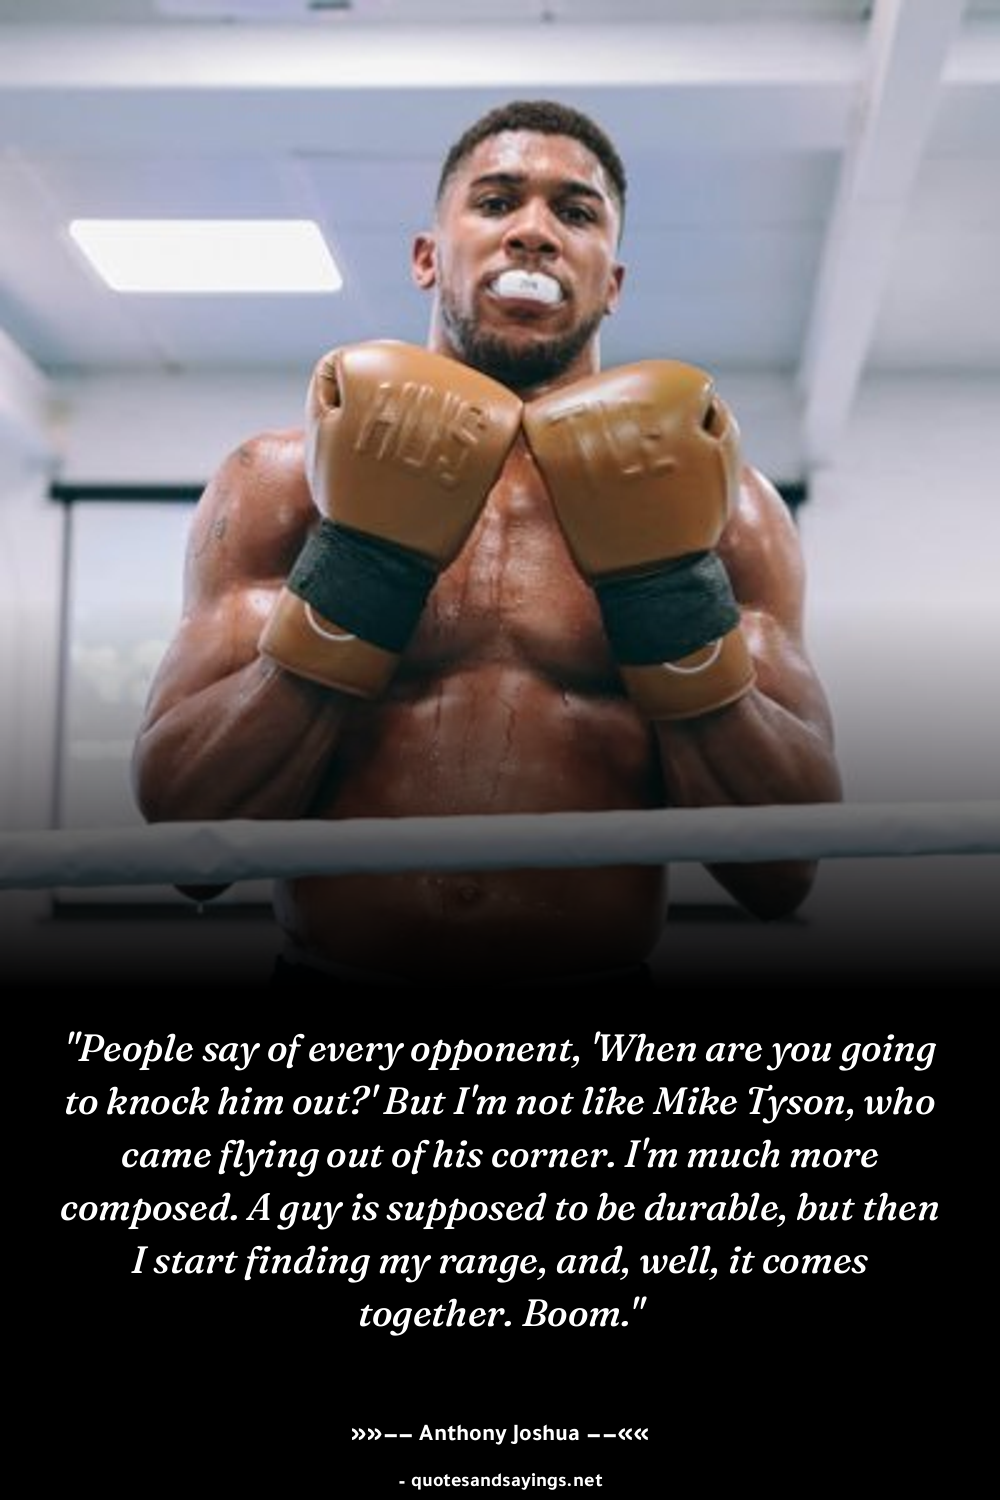 HUS TLE
"People say of every opponent, 'When are you going
to knock him out?' But I'm not like Mike Tyson, who
came flying out of his corner. I'm much more
composed. A guy is supposed to be durable, but then
I start finding my range, and, well, it comes
together. Boom."
»»−− Anthony Joshua −−««
- quotesandsayings.net